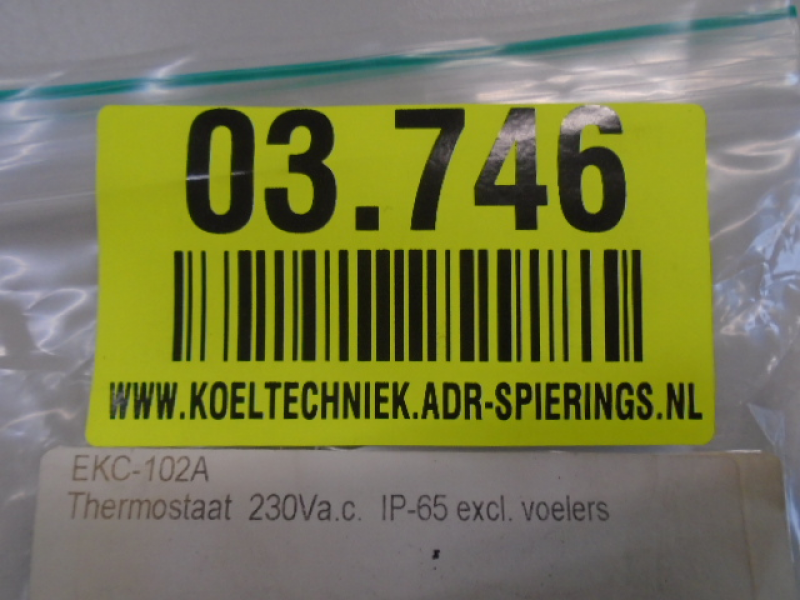 03.746
WWW.KOELTECHNIEK.ADR-SPIERINGS.NL
EKC-102A
Thermostaat 230Va.c. IP-65 excl. voelers